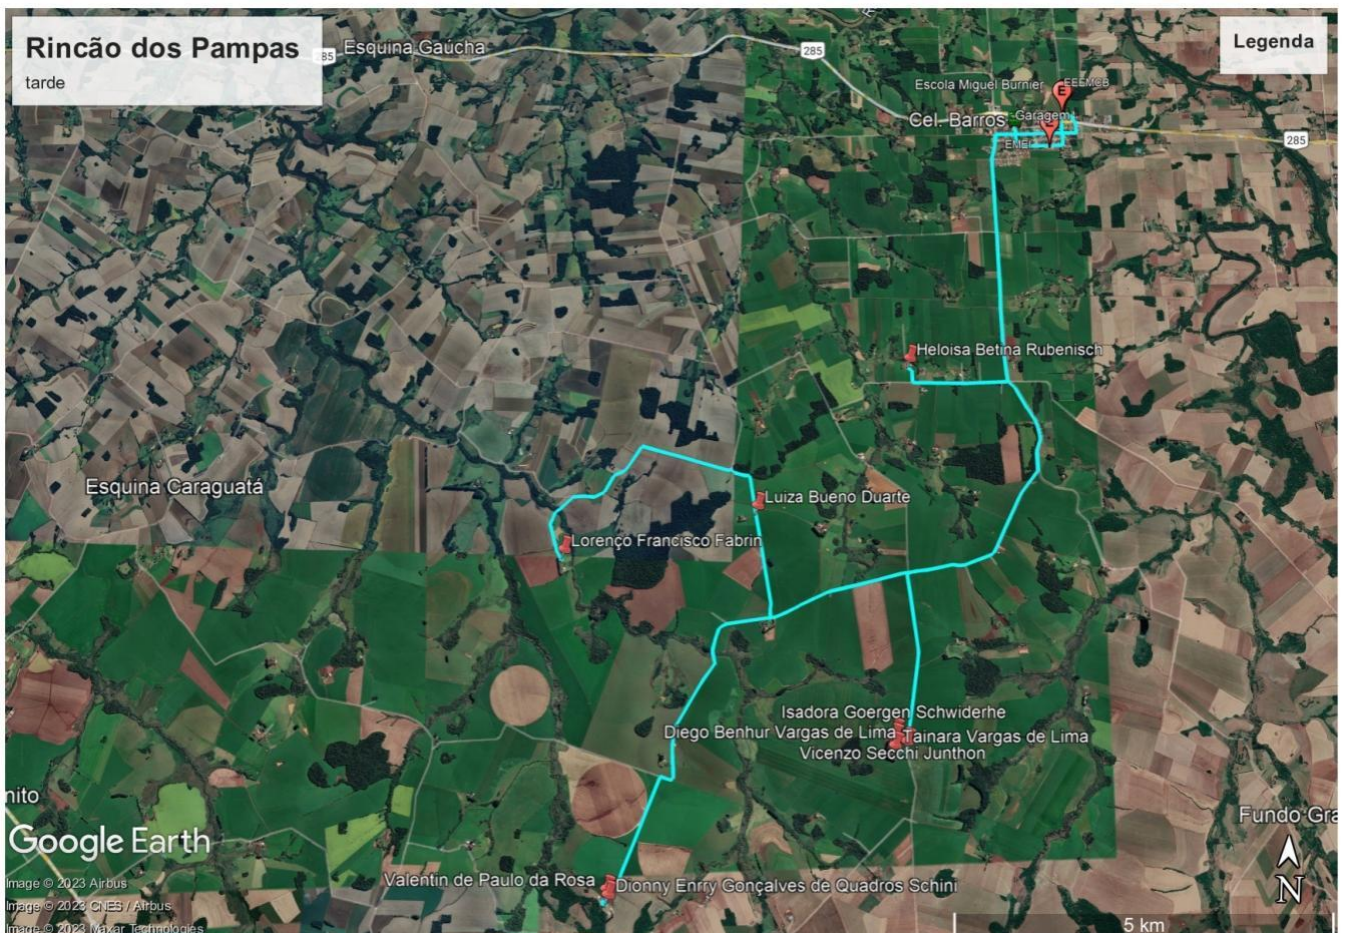 Rincão dos Pampas
tarde
Legenda
285
Esquina Gaúcha
285
Escola Miguel Burnier
EEEMCB
Cel. Barros
Garagem
285
Heloisa Betina Rubenisch
Esquina Caraguatá
Luiza Bueno Duarte
Lorenço Francisco Fabrin
Isadora Goergen Schwiderhe
Diego Benhur Vargas de Lima
Tainara Vargas de Lima
Vicenzo Secchi Junthon
nito
Fundo Gra
Google Earth
Valentin de Paulo da Rosa
Dionny Enrry Gonçalves de Quadros Schini
Image © 2023 Airbus
Image © 2023 CNES / Airbus
Image © 2023 Maxar Technologies
N
5 km